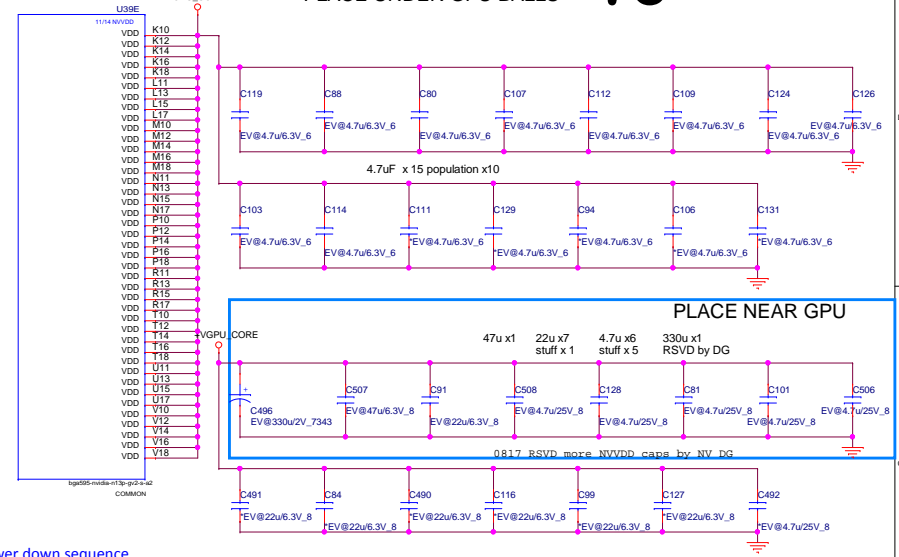 U39E
11/14 NVVDD
VDD K10
VDD K12
VDD K14
VDD K16
VDD K18
VDD L11
VDD L13
VDD L15
VDD L17
VDD M10
VDD M12
VDD M14
VDD M16
VDD M18
VDD N11
VDD N13
VDD N15
VDD N17
VDD P10
VDD P12
VDD P14
VDD P16
VDD P18
VDD R11
VDD R13
VDD R15
VDD R17
VDD T10
VDD T12
VDD T14
VDD T16
VDD T18
VDD U11
VDD U13
VDD U15
VDD U17
VDD V10
VDD V12
VDD V14
VDD V16
VDD V18
bga595-nvidia-n13p-gv2-s-a2
COMMON
C119 C88 C80 C107 C112 C109 C124 C126
EV@4.7u/6.3V_6 EV@4.7u/6.3V_6 EV@4.7u/6.3V_6 EV@4.7u/6.3V_6 EV@4.7u/6.3V_6 EV@4.7u/6.3V_6 EV@4.7u/6.3V_6 EV@4.7u/6.3V_6
4.7uF x 15 population x10
C103 C114 C111 C129 C94 C106 C131
EV@4.7u/6.3V_6 EV@4.7u/6.3V_6 *EV@4.7u/6.3V_6 *EV@4.7u/6.3V_6 *EV@4.7u/6.3V_6 *EV@4.7u/6.3V_6 *EV@4.7u/6.3V_6
PLACE NEAR GPU
+VGPU_CORE
47u x1 22u x7 4.7u x6 330u x1
stuff x 1 stuff x 5 RSVD by DG
+
C496 C507 C91 C508 C128 C81 C101 C506
EV@330u/2V_7343 EV@47u/6.3V_8 EV@22u/6.3V_8 EV@4.7u/25V_8 EV@4.7u/25V_8 EV@4.7u/25V_8 EV@4.7u/25V_8 EV@4.7u/25V_8
0817 RSVD more NVVDD caps by NV DG
C491 C84 C490 C116 C99 C127 C492
*EV@22u/6.3V_8 *EV@22u/6.3V_8 *EV@22u/6.3V_8 *EV@22u/6.3V_8 *EV@22u/6.3V_8 *EV@22u/6.3V_8 *EV@4.7u/25V_8
down sequence